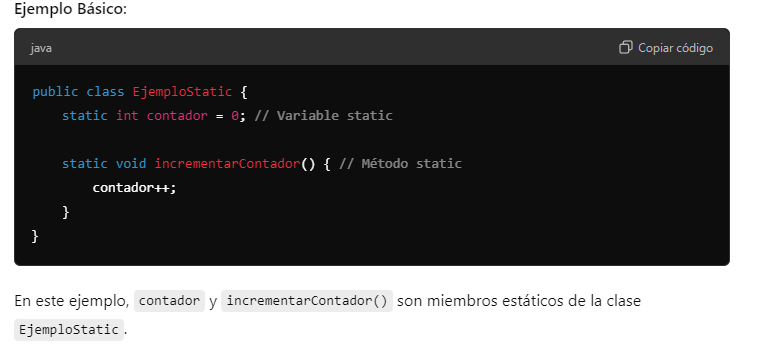 Ejemplo Básico:
java Copiar código
public class EjemploStatic {
    static int contador = 0; // Variable static
    static void incrementarContador() { // Método static
        contador++;
    }
}
En este ejemplo, contador y incrementarContador() son miembros estáticos de la clase
EjemploStatic.